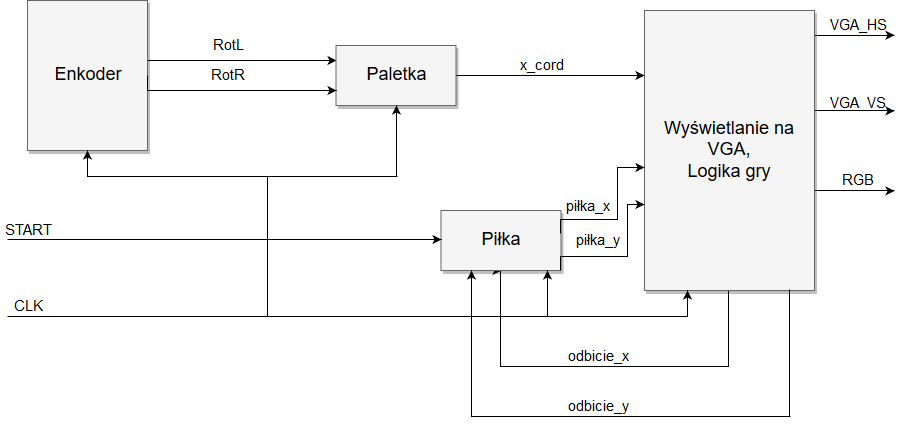 VGA_HS
RotL
Enkoder
RotR
Paletka
x_cord
VGA_VS
Wyświetlanie na
VGA,
Logika gry
RGB
piłka_x
START
Piłka
piłka_y
CLK
odbicie_x
odbicie_y